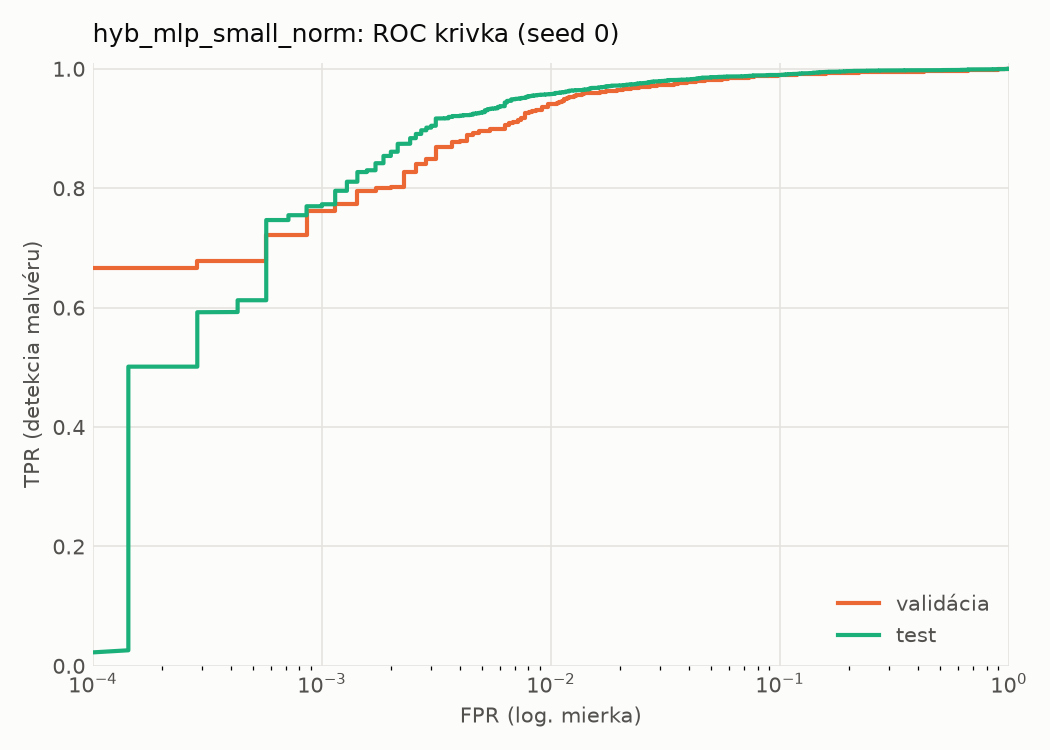 hyb_mlp_small_norm: ROC krivka (seed 0)
TPR (detekcia malvéru)
1.0
0.8
0.6
0.4
0.2
0.0
10⁻⁴
10⁻³
10⁻²
10⁻¹
10⁰
FPR (log. mierka)
validácia
test